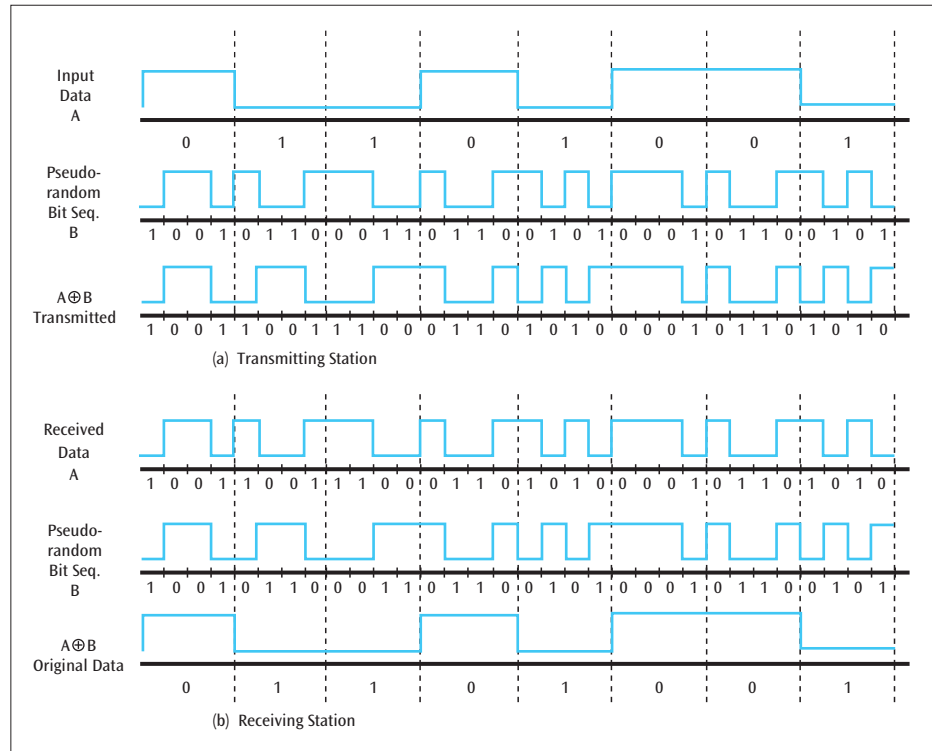 Input
Data
A
0 1 1 0 1 0 0 1
Pseudo-
random
Bit Seq.
B
1 0 0 1 0 1 1 0 0 0 1 1 0 1 1 0 0 1 0 1 0 0 0 1 0 1 1 0 0 1 0 1
A⊕B
Transmitted
1 0 0 1 1 0 0 1 1 1 0 0 0 1 1 0 1 0 1 0 0 0 0 1 0 1 1 0 1 0 1 0
(a) Transmitting Station
Received
Data
A
1 0 0 1 1 0 0 1 1 1 0 0 0 1 1 0 1 0 1 0 0 0 0 1 0 1 1 0 1 0 1 0
Pseudo-
random
Bit Seq.
B
1 0 0 1 0 1 1 0 0 0 1 1 0 1 1 0 0 1 0 1 0 0 0 1 0 1 1 0 0 1 0 1
A⊕B
Original Data
0 1 1 0 1 0 0 1
(b) Receiving Station